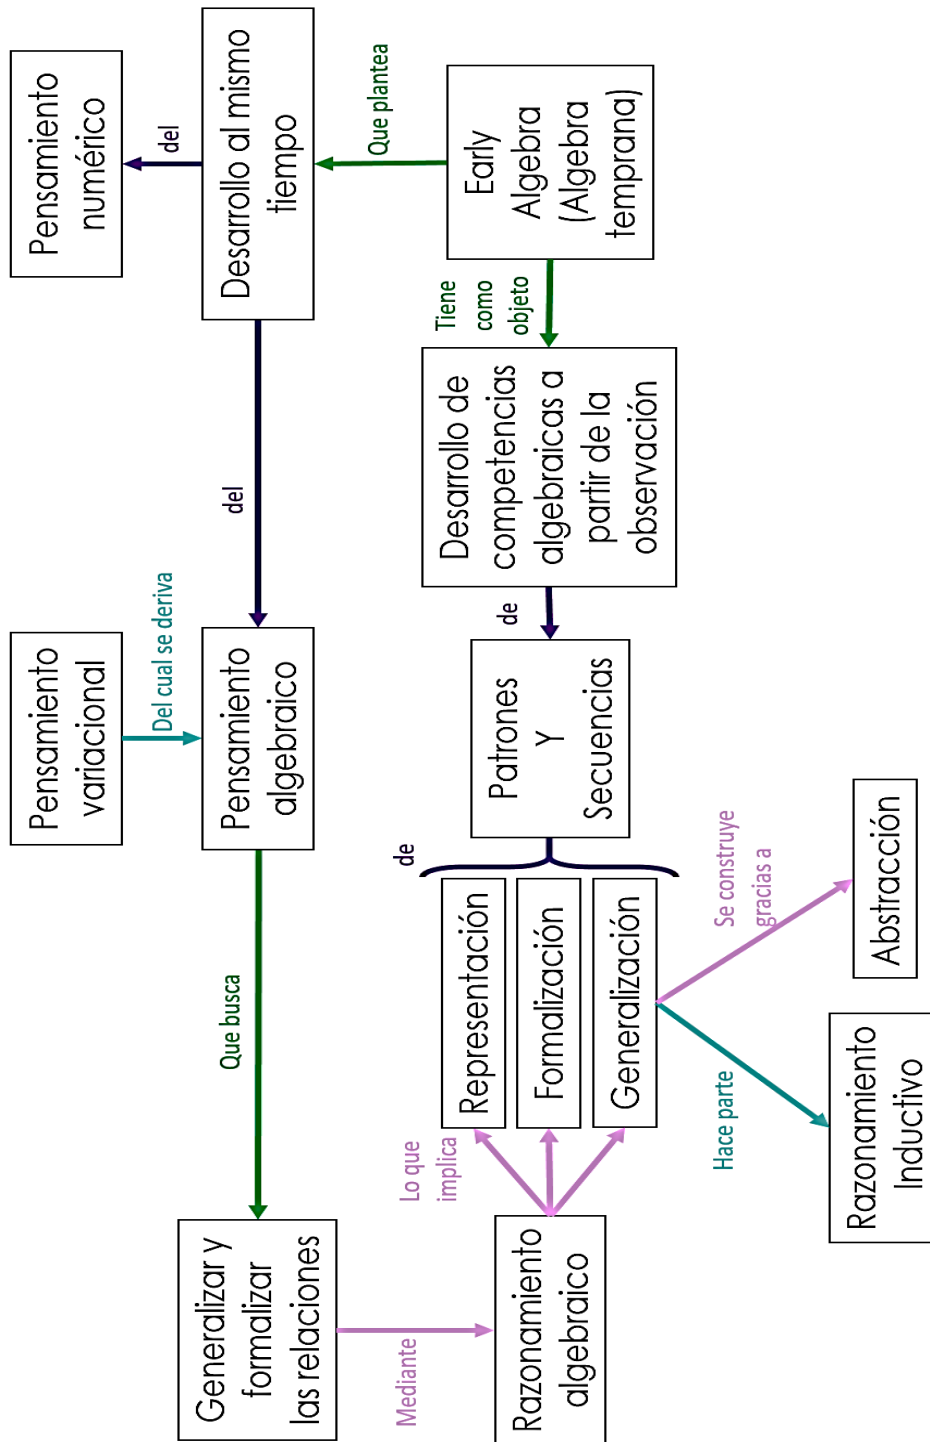 Pensamiento
variacional
Pensamiento
numérico
Del cual se deriva
del
Generalizar y
formalizar
las relaciones
Que busca
Pensamiento
algebraico
del
Desarrollo al mismo
tiempo
Mediante
Que plantea
Razonamiento
algebraico
Lo que
implica
Representación
Formalización
Generalización
de
Patrones
Y
Secuencias
de
Desarrollo de
competencias
algebraicas a
partir de la
observación
Tiene
como
objeto
Early
Algebra
(Algebra
temprana)
Hace parte
Se construye
gracias a
Razonamiento
Inductivo
Abstracción